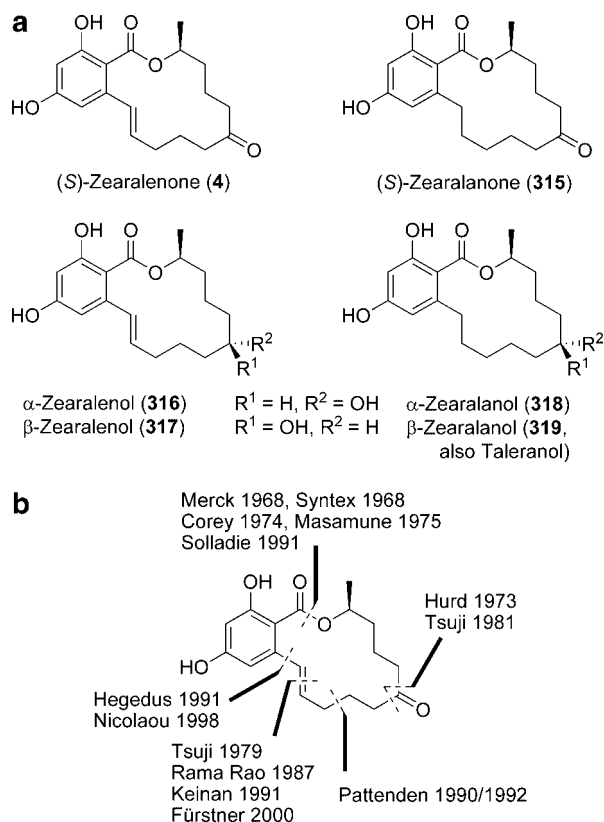 a
OH
O
O
HO
O
(S)-Zearalenone (4)
OH
O
O
HO
O
(S)-Zearalanone (315)
OH
O
O
HO
R²
R¹
OH
O
O
HO
R²
R¹
α-Zearalenol (316) R¹ = H, R² = OH α-Zearalanol (318)
β-Zearalenol (317) R¹ = OH, R² = H β-Zearalanol (319,
also Taleranol)
b
Merck 1968, Syntex 1968
Corey 1974, Masamune 1975
Solladie 1991
OH
O
O
HO
O
Hurd 1973
Tsuji 1981
Hegedus 1991
Nicolaou 1998
Tsuji 1979
Rama Rao 1987
Keinan 1991
Fürstner 2000
Pattenden 1990/1992